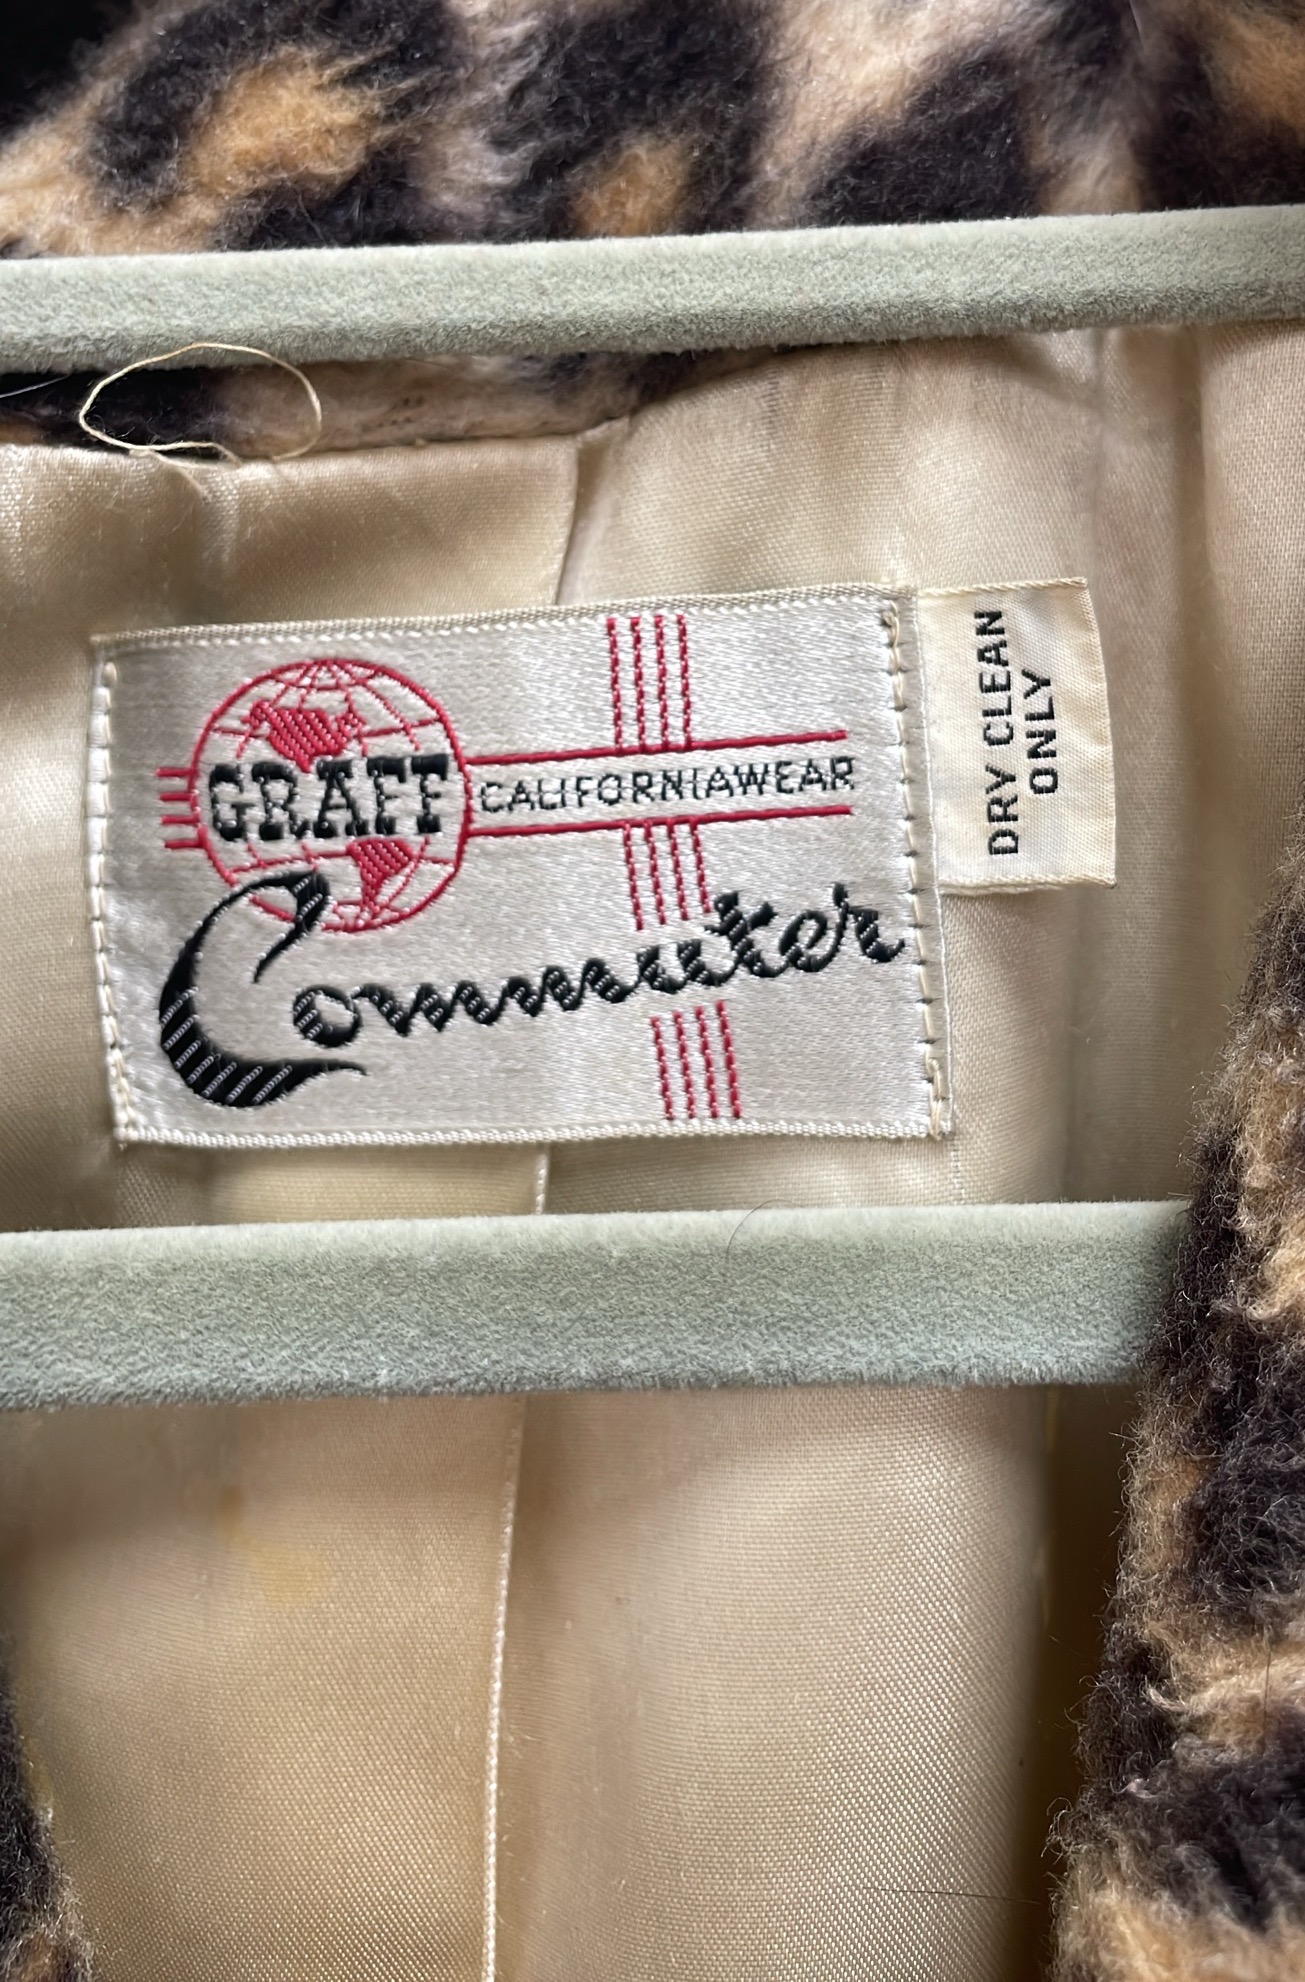 GRAFF
CALIFORNIAWEAR
Commuter
DRY CLEAN
ONLY